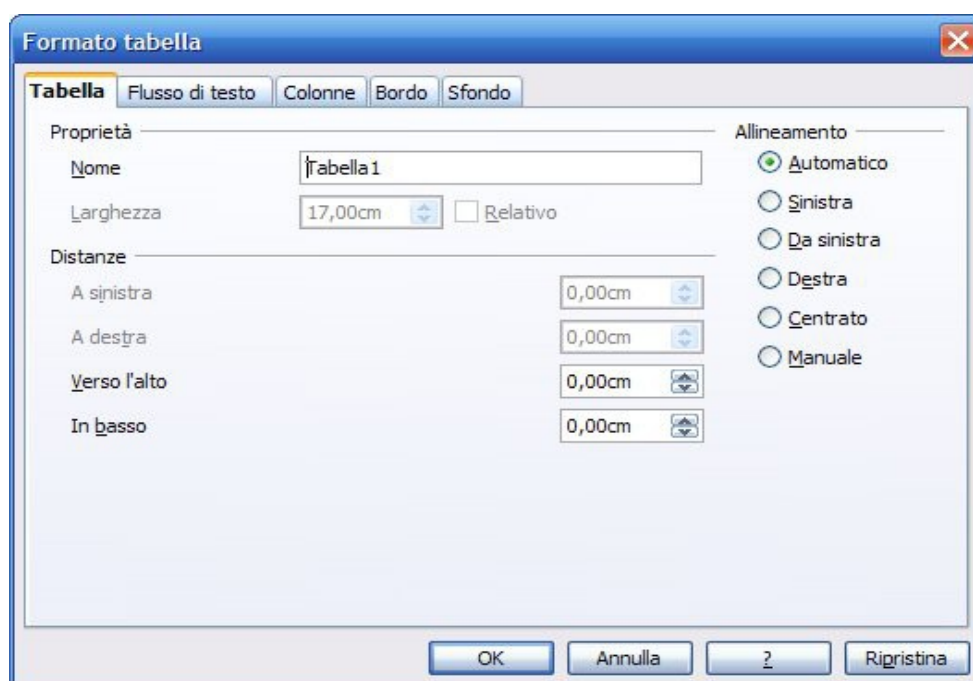 Formato tabella
Tabella Flusso di testo Colonne Bordo Sfondo
Proprietà
Nome Tabella1
Larghezza 17,00cm Relativo
Distanze
A sinistra 0,00cm
A destra 0,00cm
Verso l'alto 0,00cm
In basso 0,00cm
Allineamento
Automatico
Sinistra
Da sinistra
Destra
Centrato
Manuale
OK Annulla ? Ripristina